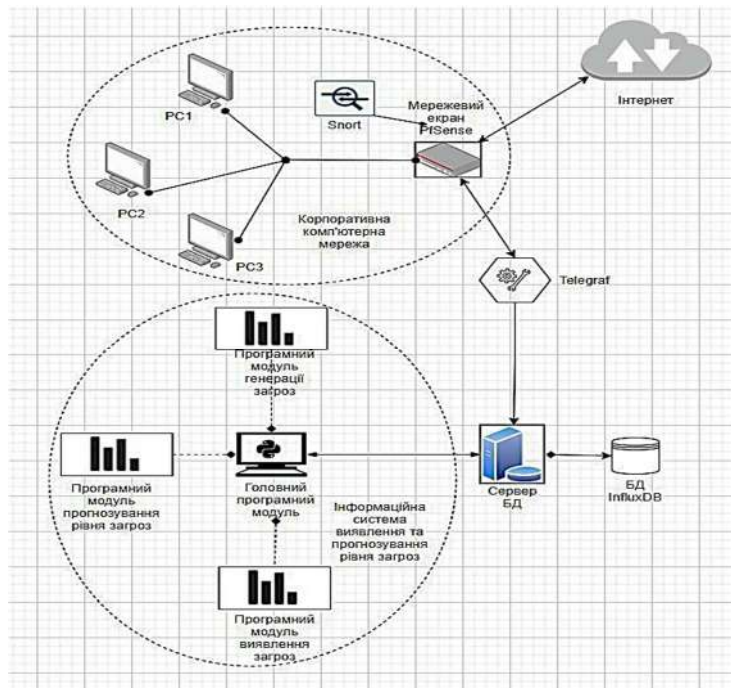 PC1
Snort
Мережевий
екран
PfSense
Інтернет
PC2
PC3
Корпоративна
комп'ютерна
мережа
Telegraf
Програмний
модуль
генерації
загроз
Програмний
модуль
прогнозування
рівня загроз
Головний
програмний
модуль
Інформаційна
система
виявлення та
прогнозування
рівня загроз
Сервер
БД
БД
InfluxDB
Програмний
модуль
виявлення
загроз